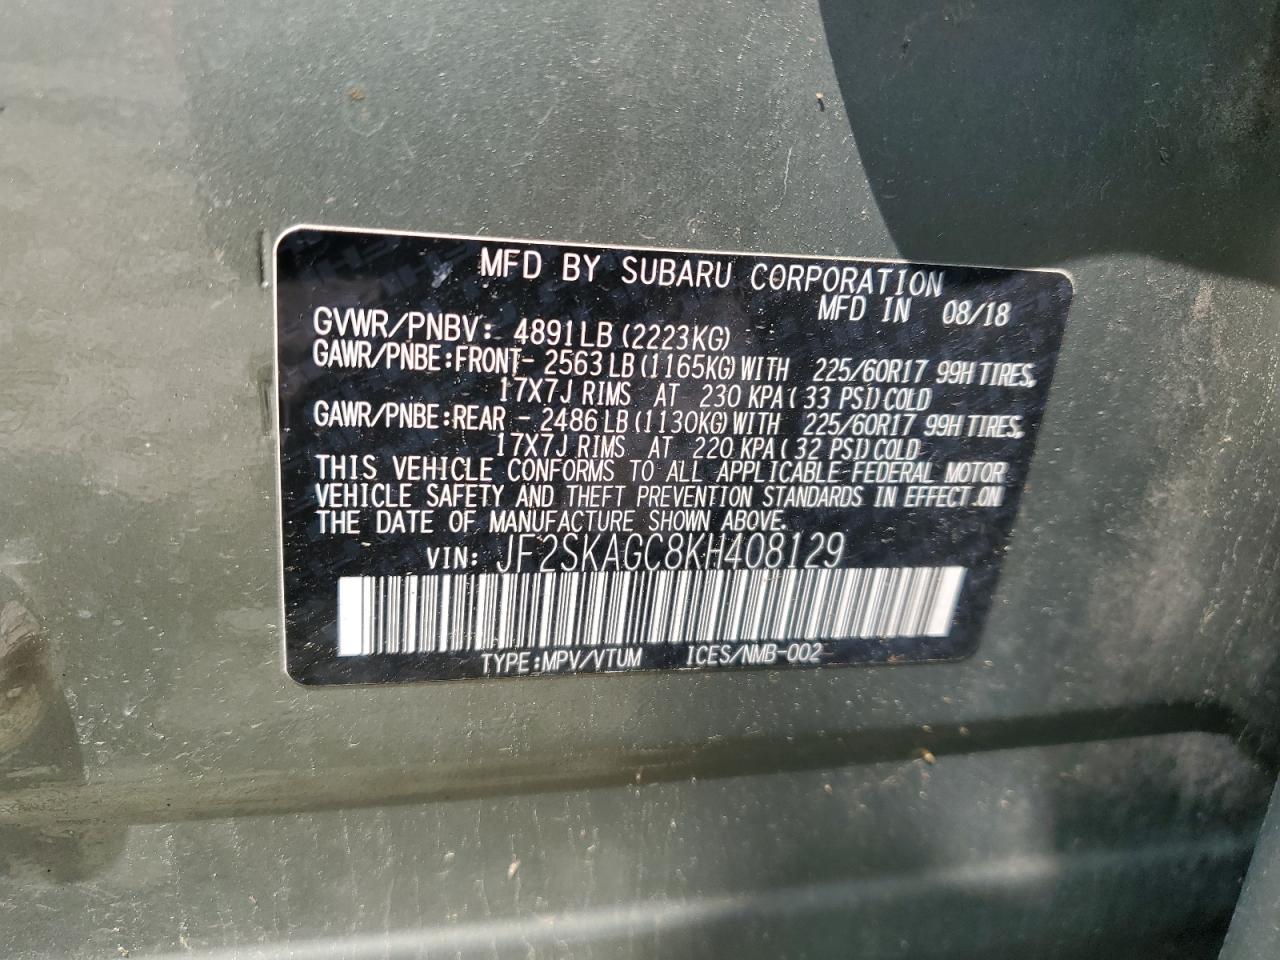 MFD BY SUBARU CORPORATION
MFD IN 08/18
GVWR/PNBV: 4891LB (2223KG)
GAWR/PNBE:FRONT- 2563LB(1165KG)WITH 225/60R17 99H TIRES,
17X7J RIMS AT 230 KPA( 33 PSI)COLD
GAWR/PNBE:REAR - 2486LB(1130KG)WITH 225/60R17 99H TIRES,
17X7J RIMS AT 220 KPA( 32 PSI)COLD
THIS VEHICLE CONFORMS TO ALL APPLICABLE FEDERAL MOTOR
VEHICLE SAFETY AND THEFT PREVENTION STANDARDS IN EFFECT ON
THE DATE OF MANUFACTURE SHOWN ABOVE.
VIN: JF2SKAGC8KH408129
TYPE:MPV/VTUM ICES/NMB-002